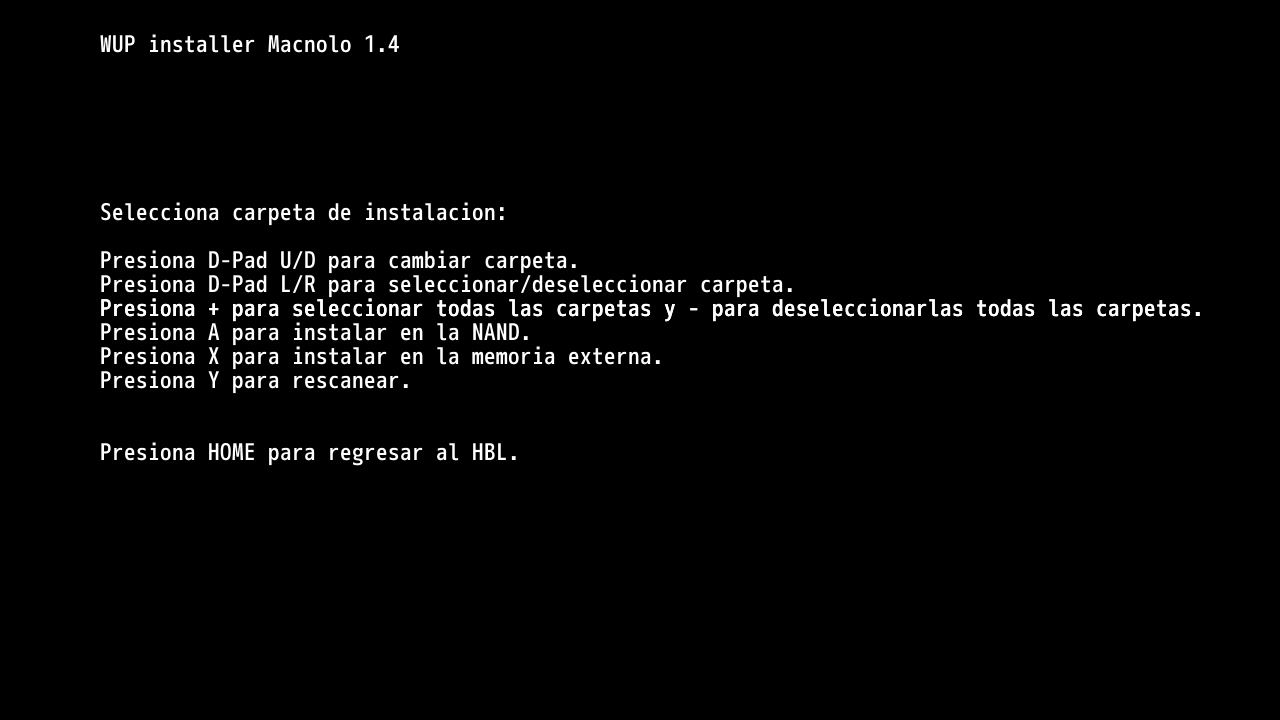 WUP installer Macnolo 1.4
Selecciona carpeta de instalacion:
Presiona D-Pad U/D para cambiar carpeta.
Presiona D-Pad L/R para seleccionar/deseleccionar carpeta.
Presiona + para seleccionar todas las carpetas y - para deseleccionarlas todas las carpetas.
Presiona A para instalar en la NAND.
Presiona X para instalar en la memoria externa.
Presiona Y para rescanear.
Presiona HOME para regresar al HBL.